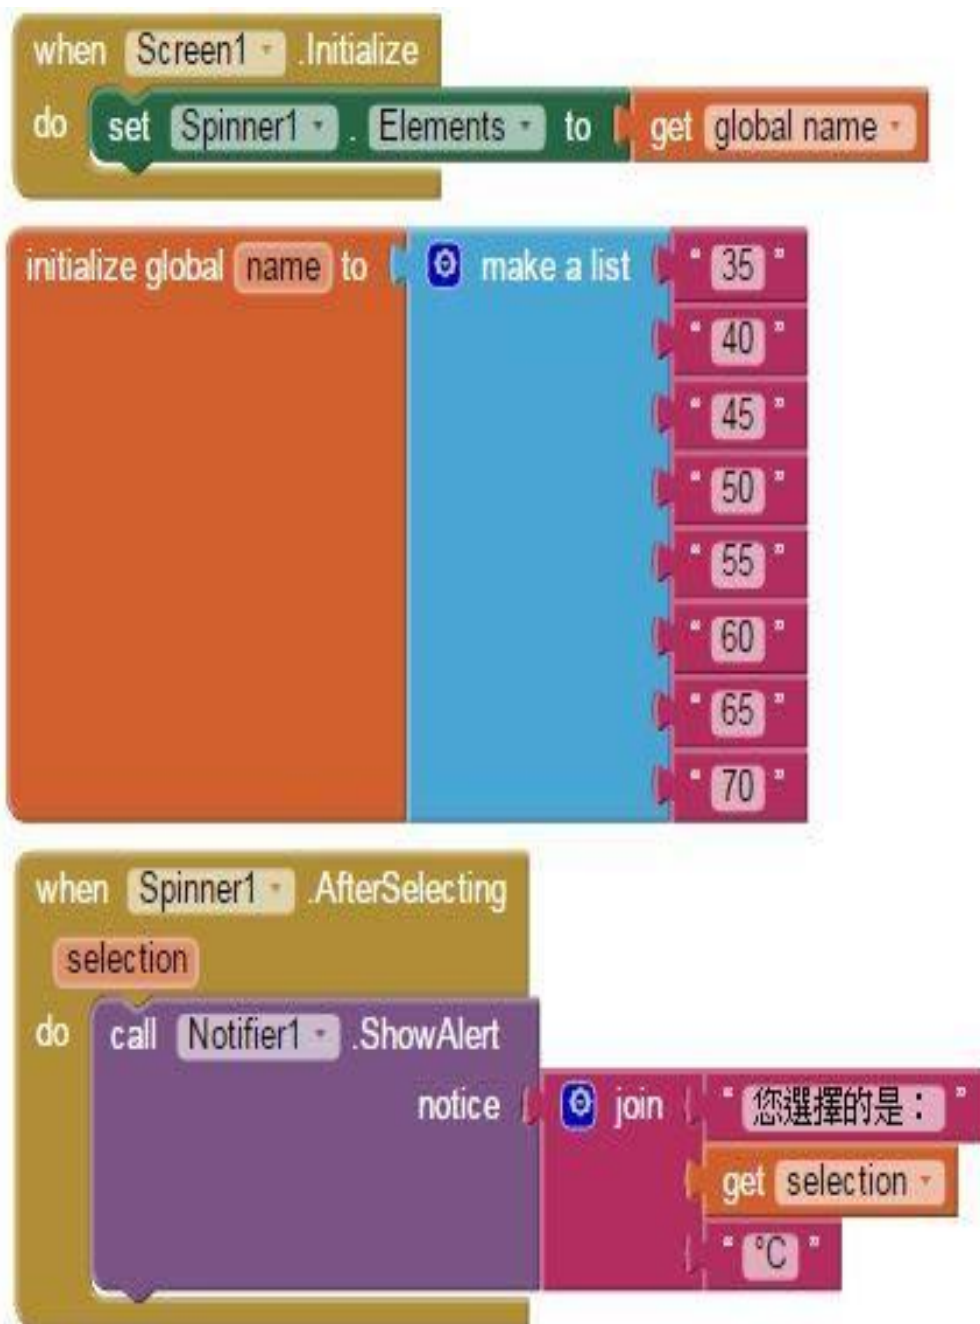 when Screen1 .Initialize
do set Spinner1 . Elements to get global name
initialize global name to make a list " 35 "
" 40 "
" 45 "
" 50 "
" 55 "
" 60 "
" 65 "
" 70 "
when Spinner1 .AfterSelecting
selection
do call Notifier1 .ShowAlert
notice join " 您選擇的是： "
get selection
" °C "